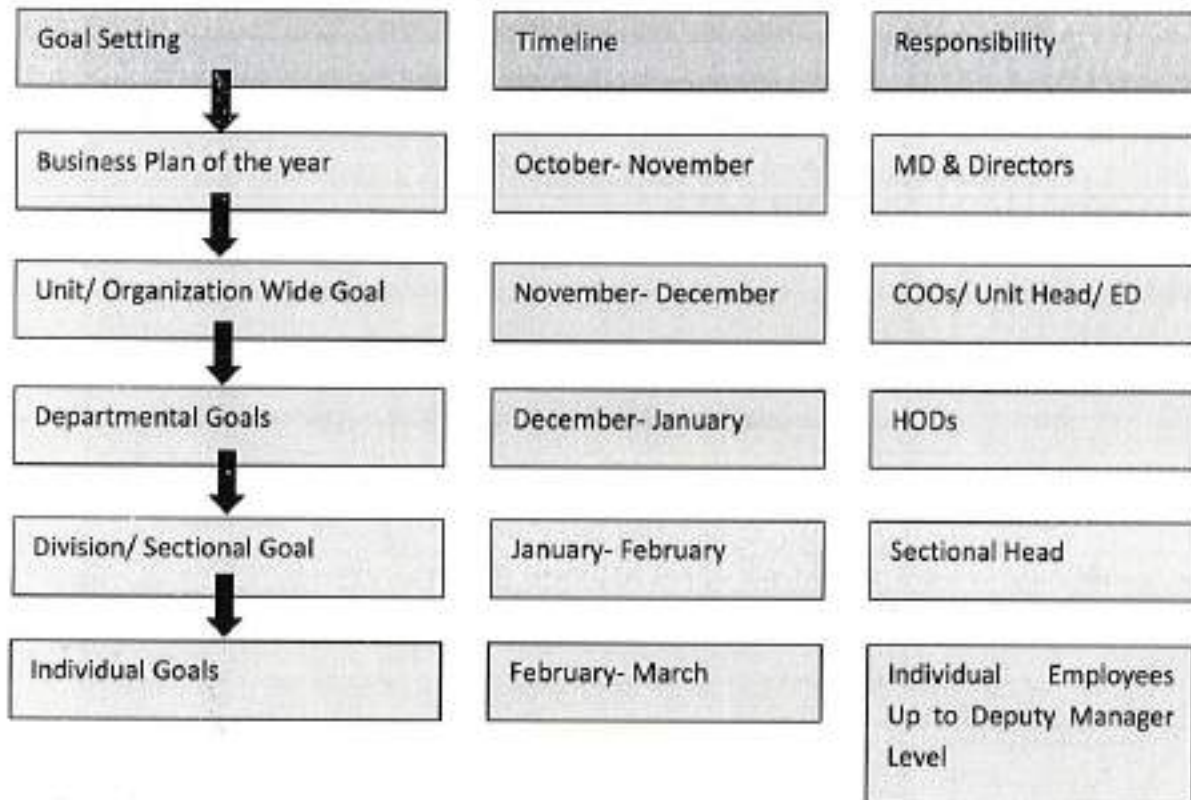 Goal Setting Timeline Responsibility
Business Plan of the year October- November MD & Directors
Unit/ Organization Wide Goal November- December COOs/ Unit Head/ ED
Departmental Goals December- January HODs
Division/ Sectional Goal January- February Sectional Head
Individual Goals February- March Individual Employees
Up to Deputy Manager
Level